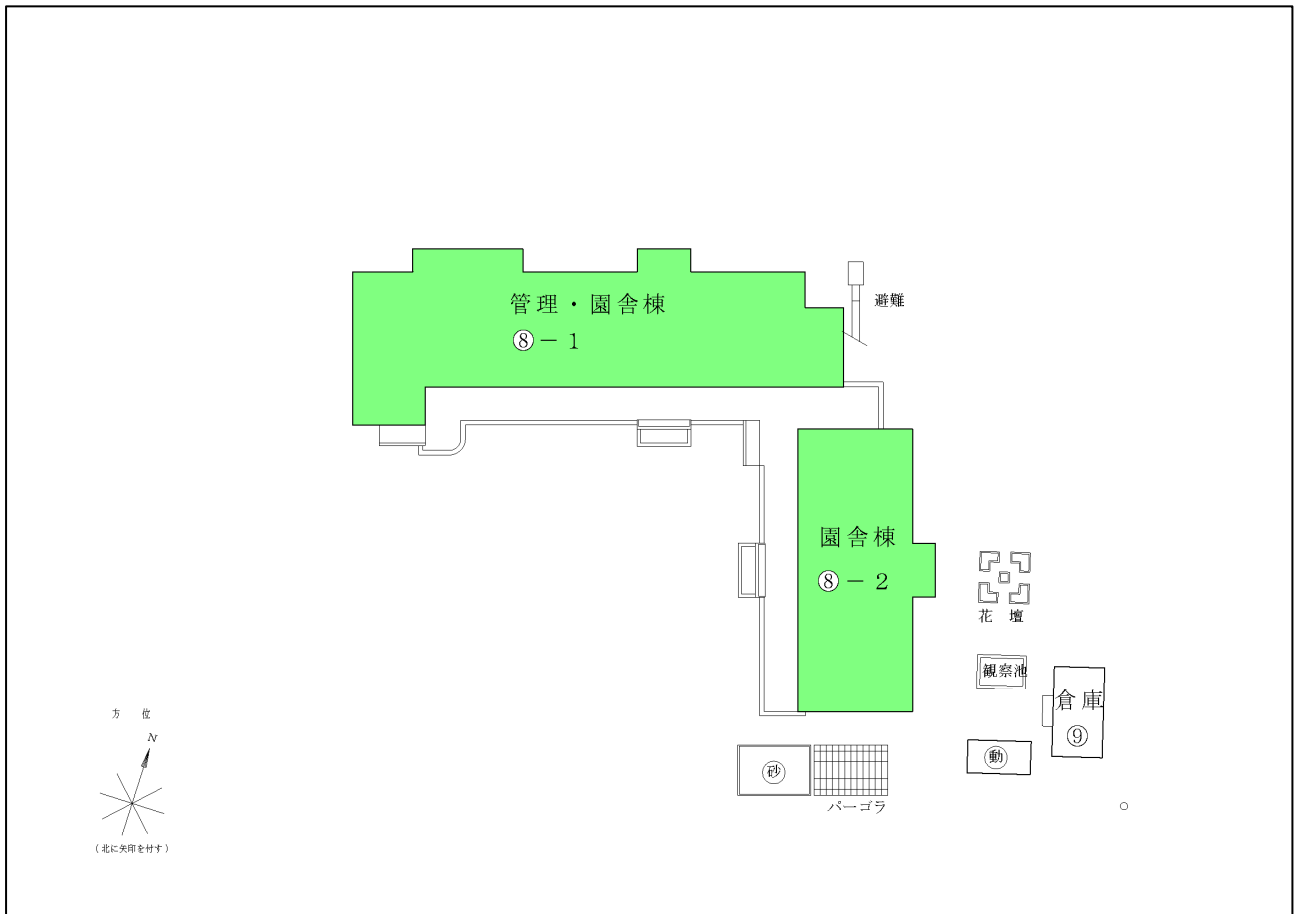 管理・園舎棟
⑧－1
避難
園舎棟
⑧－2
花 壇
観察池
倉庫
⑨
動
砂
パーゴラ
方 位
N
(北に矢印を付す)